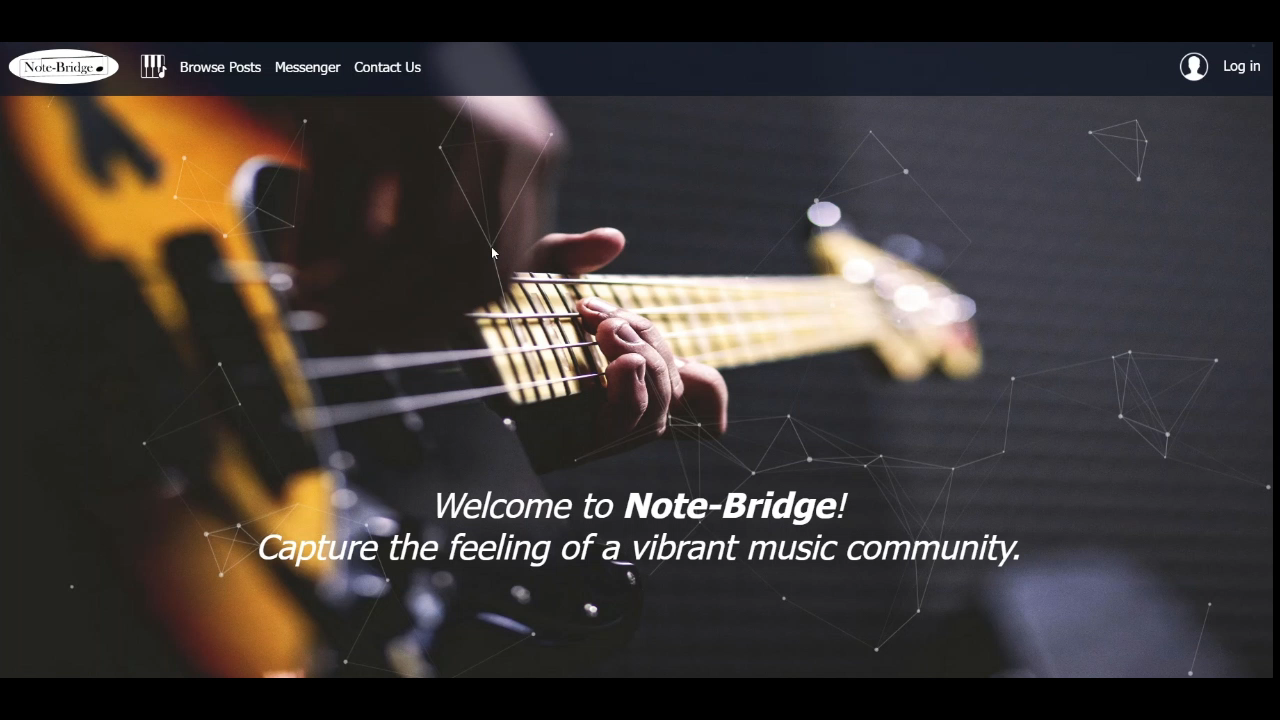 Note-Bridge
Browse Posts Messenger Contact Us
Log in
Welcome to Note-Bridge!
Capture the feeling of a vibrant music community.